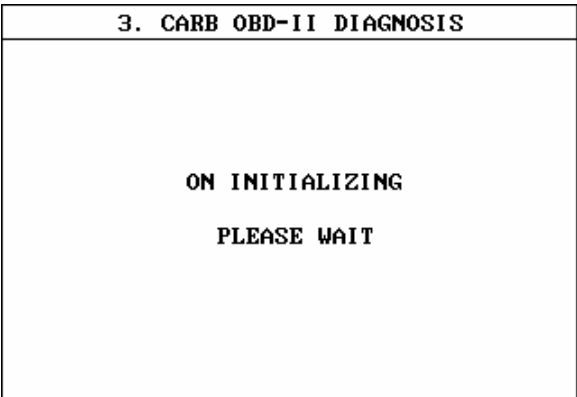 3. CARB OBD-II DIAGNOSIS
ON INITIALIZING
PLEASE WAIT